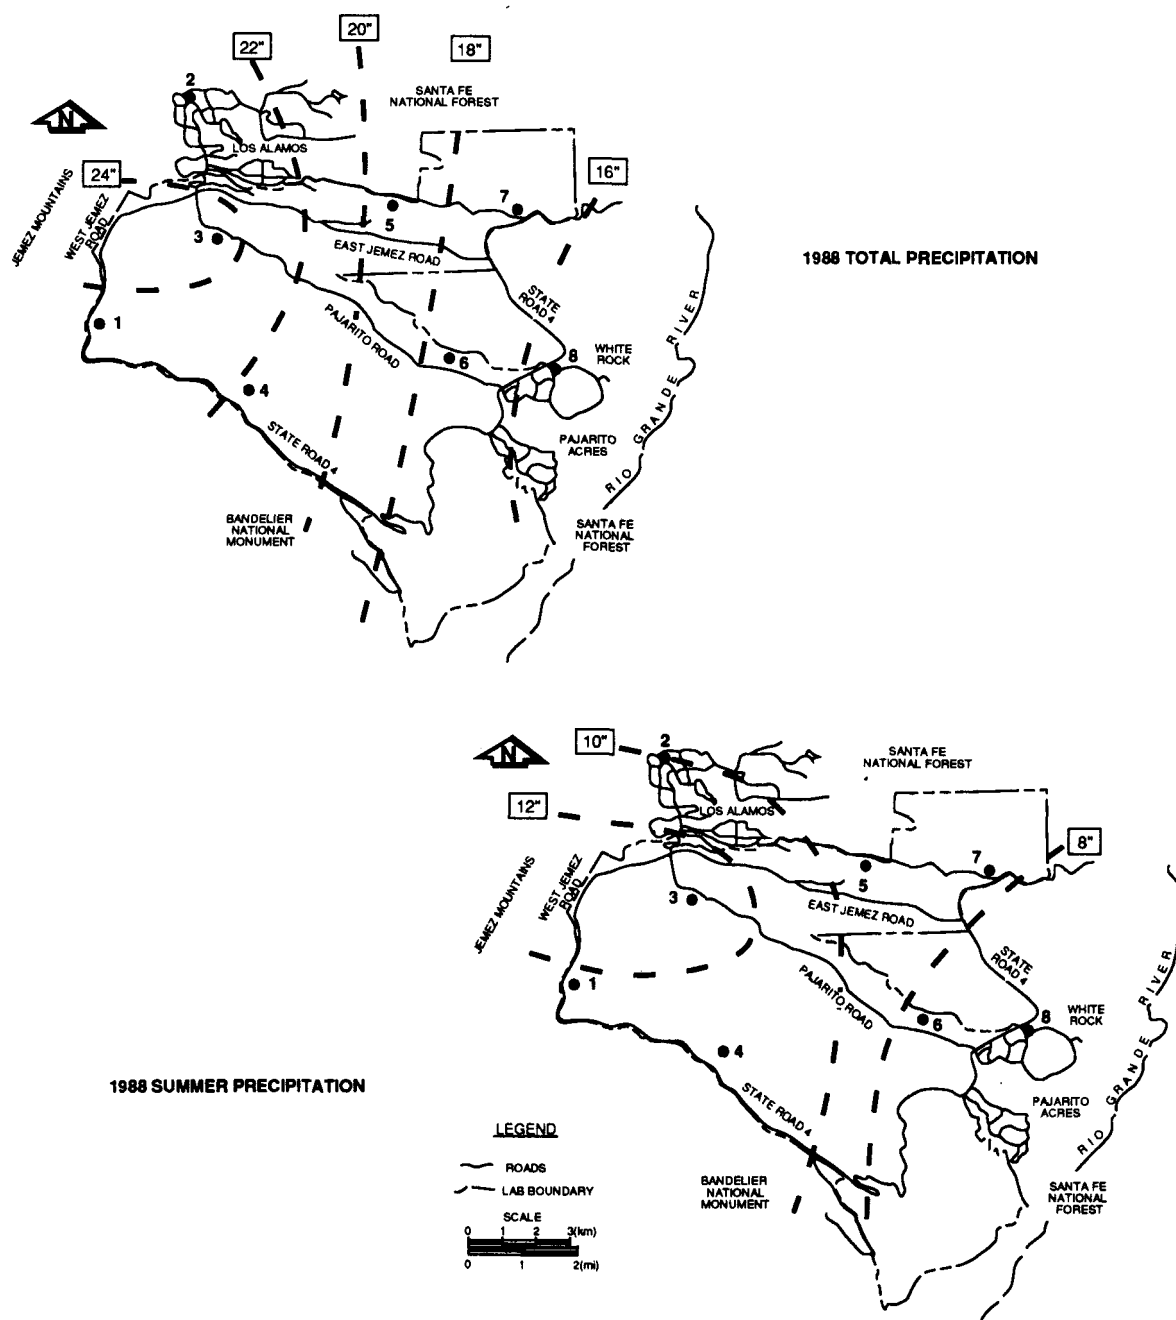 20"
22"
18"
2
SANTA FE
NATIONAL FOREST
N
LOS ALAMOS
24"
16"
JEMEZ MOUNTAINS
WEST JEMEZ
ROAD
7
5
3
EAST JEMEZ ROAD
1988 TOTAL PRECIPITATION
STATE
ROAD 4
RIO GRANDE RIVER
1
PAJARITO ROAD
WHITE
ROCK
6
8
4
STATE ROAD 4
PAJARITO
ACRES
BANDELIER
NATIONAL
MONUMENT
SANTA FE
NATIONAL
FOREST
10"
2
SANTA FE
NATIONAL FOREST
N
12"
LOS ALAMOS
8"
JEMEZ MOUNTAINS
WEST JEMEZ
ROAD
7
5
3
EAST JEMEZ ROAD
STATE
ROAD 4
RIO GRANDE RIVER
1
PAJARITO ROAD
WHITE
ROCK
6
8
4
1988 SUMMER PRECIPITATION
STATE ROAD 4
PAJARITO
ACRES
LEGEND
ROADS
LAB BOUNDARY
BANDELIER
NATIONAL
MONUMENT
SANTA FE
NATIONAL
FOREST
SCALE
0 1 2 3(km)
0 1 2(mi)